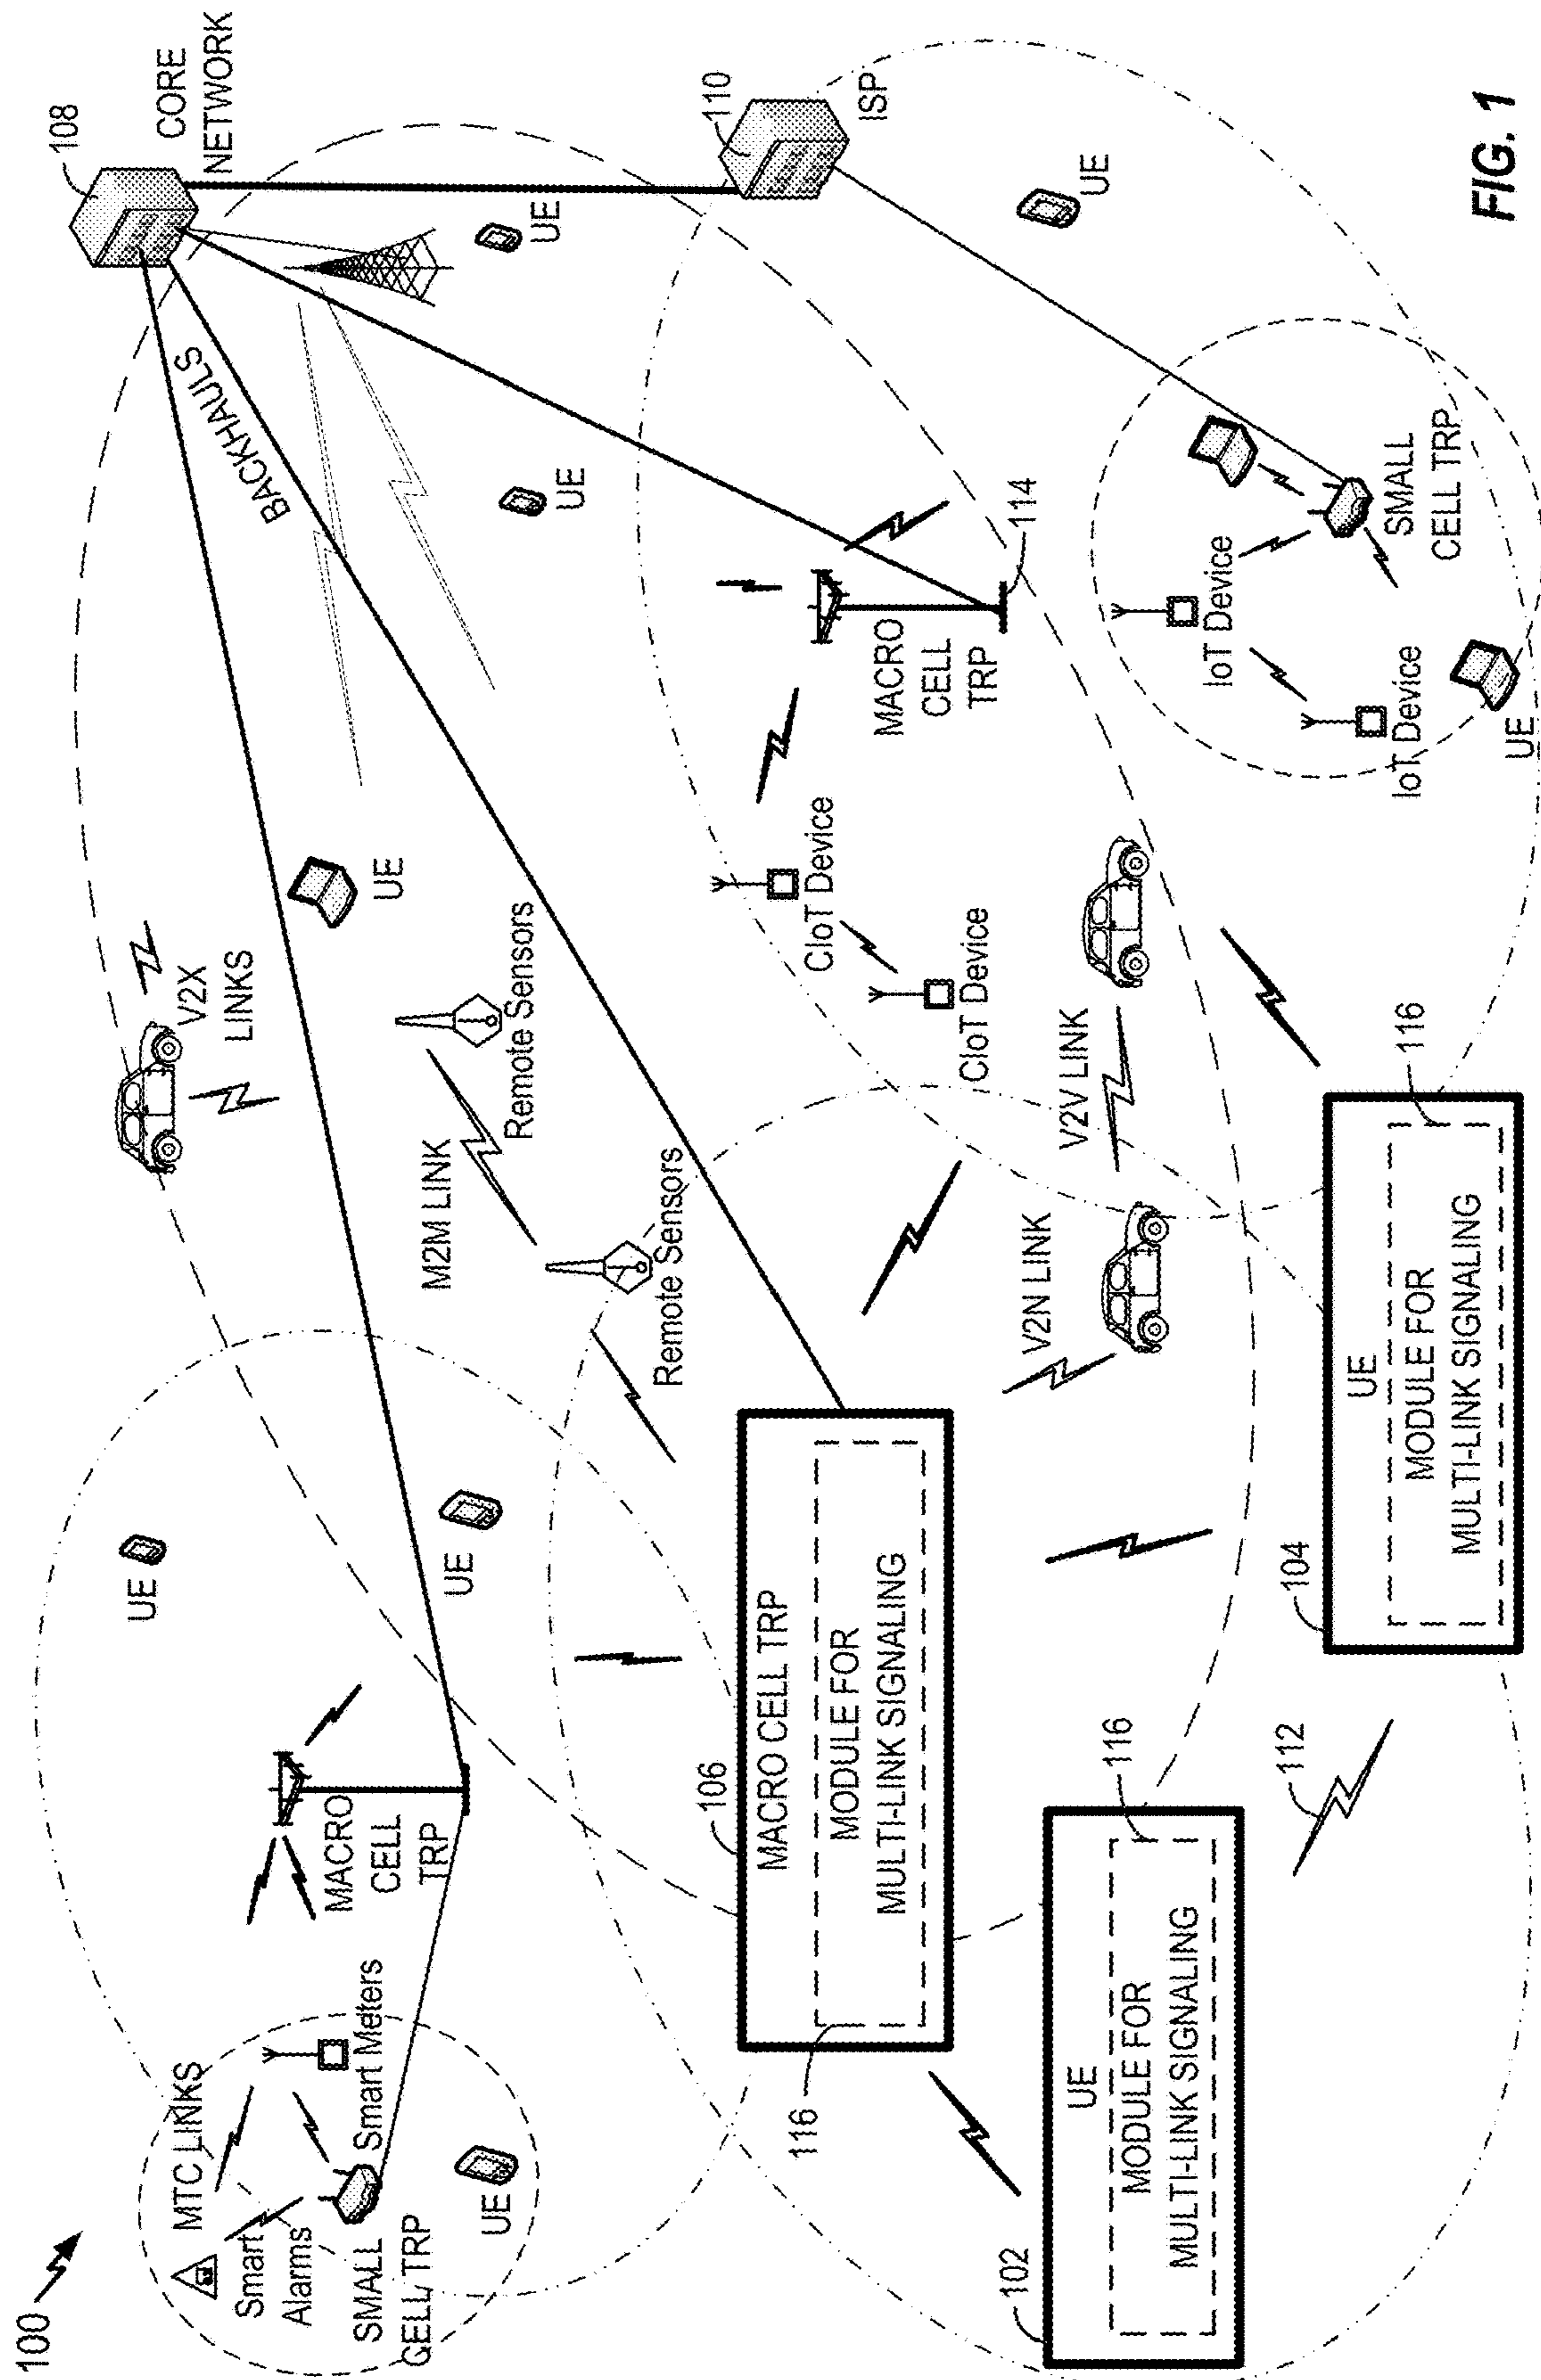 100
MTC LINKS
Smart
Alarms
Smart Meters
SMALL
CELL TRP
UE
MACRO
CELL
TRP
UE
UE
V2X
LINKS
UE
BACKHAULS
108
CORE
NETWORK
UE
UE
M2M LINK
Remote Sensors
Remote Sensors
106
MACRO CELL TRP
MODULE FOR
MULTI-LINK SIGNALING
116
CIoT Device
CIoT Device
MACRO
CELL
TRP
114
110
ISP
UE
V2N LINK
V2V LINK
102
UE
MODULE FOR
MULTI-LINK SIGNALING
116
112
104
UE
MODULE FOR
MULTI-LINK SIGNALING
116
IoT Device
IoT Device
UE
SMALL
CELL TRP
FIG. 1